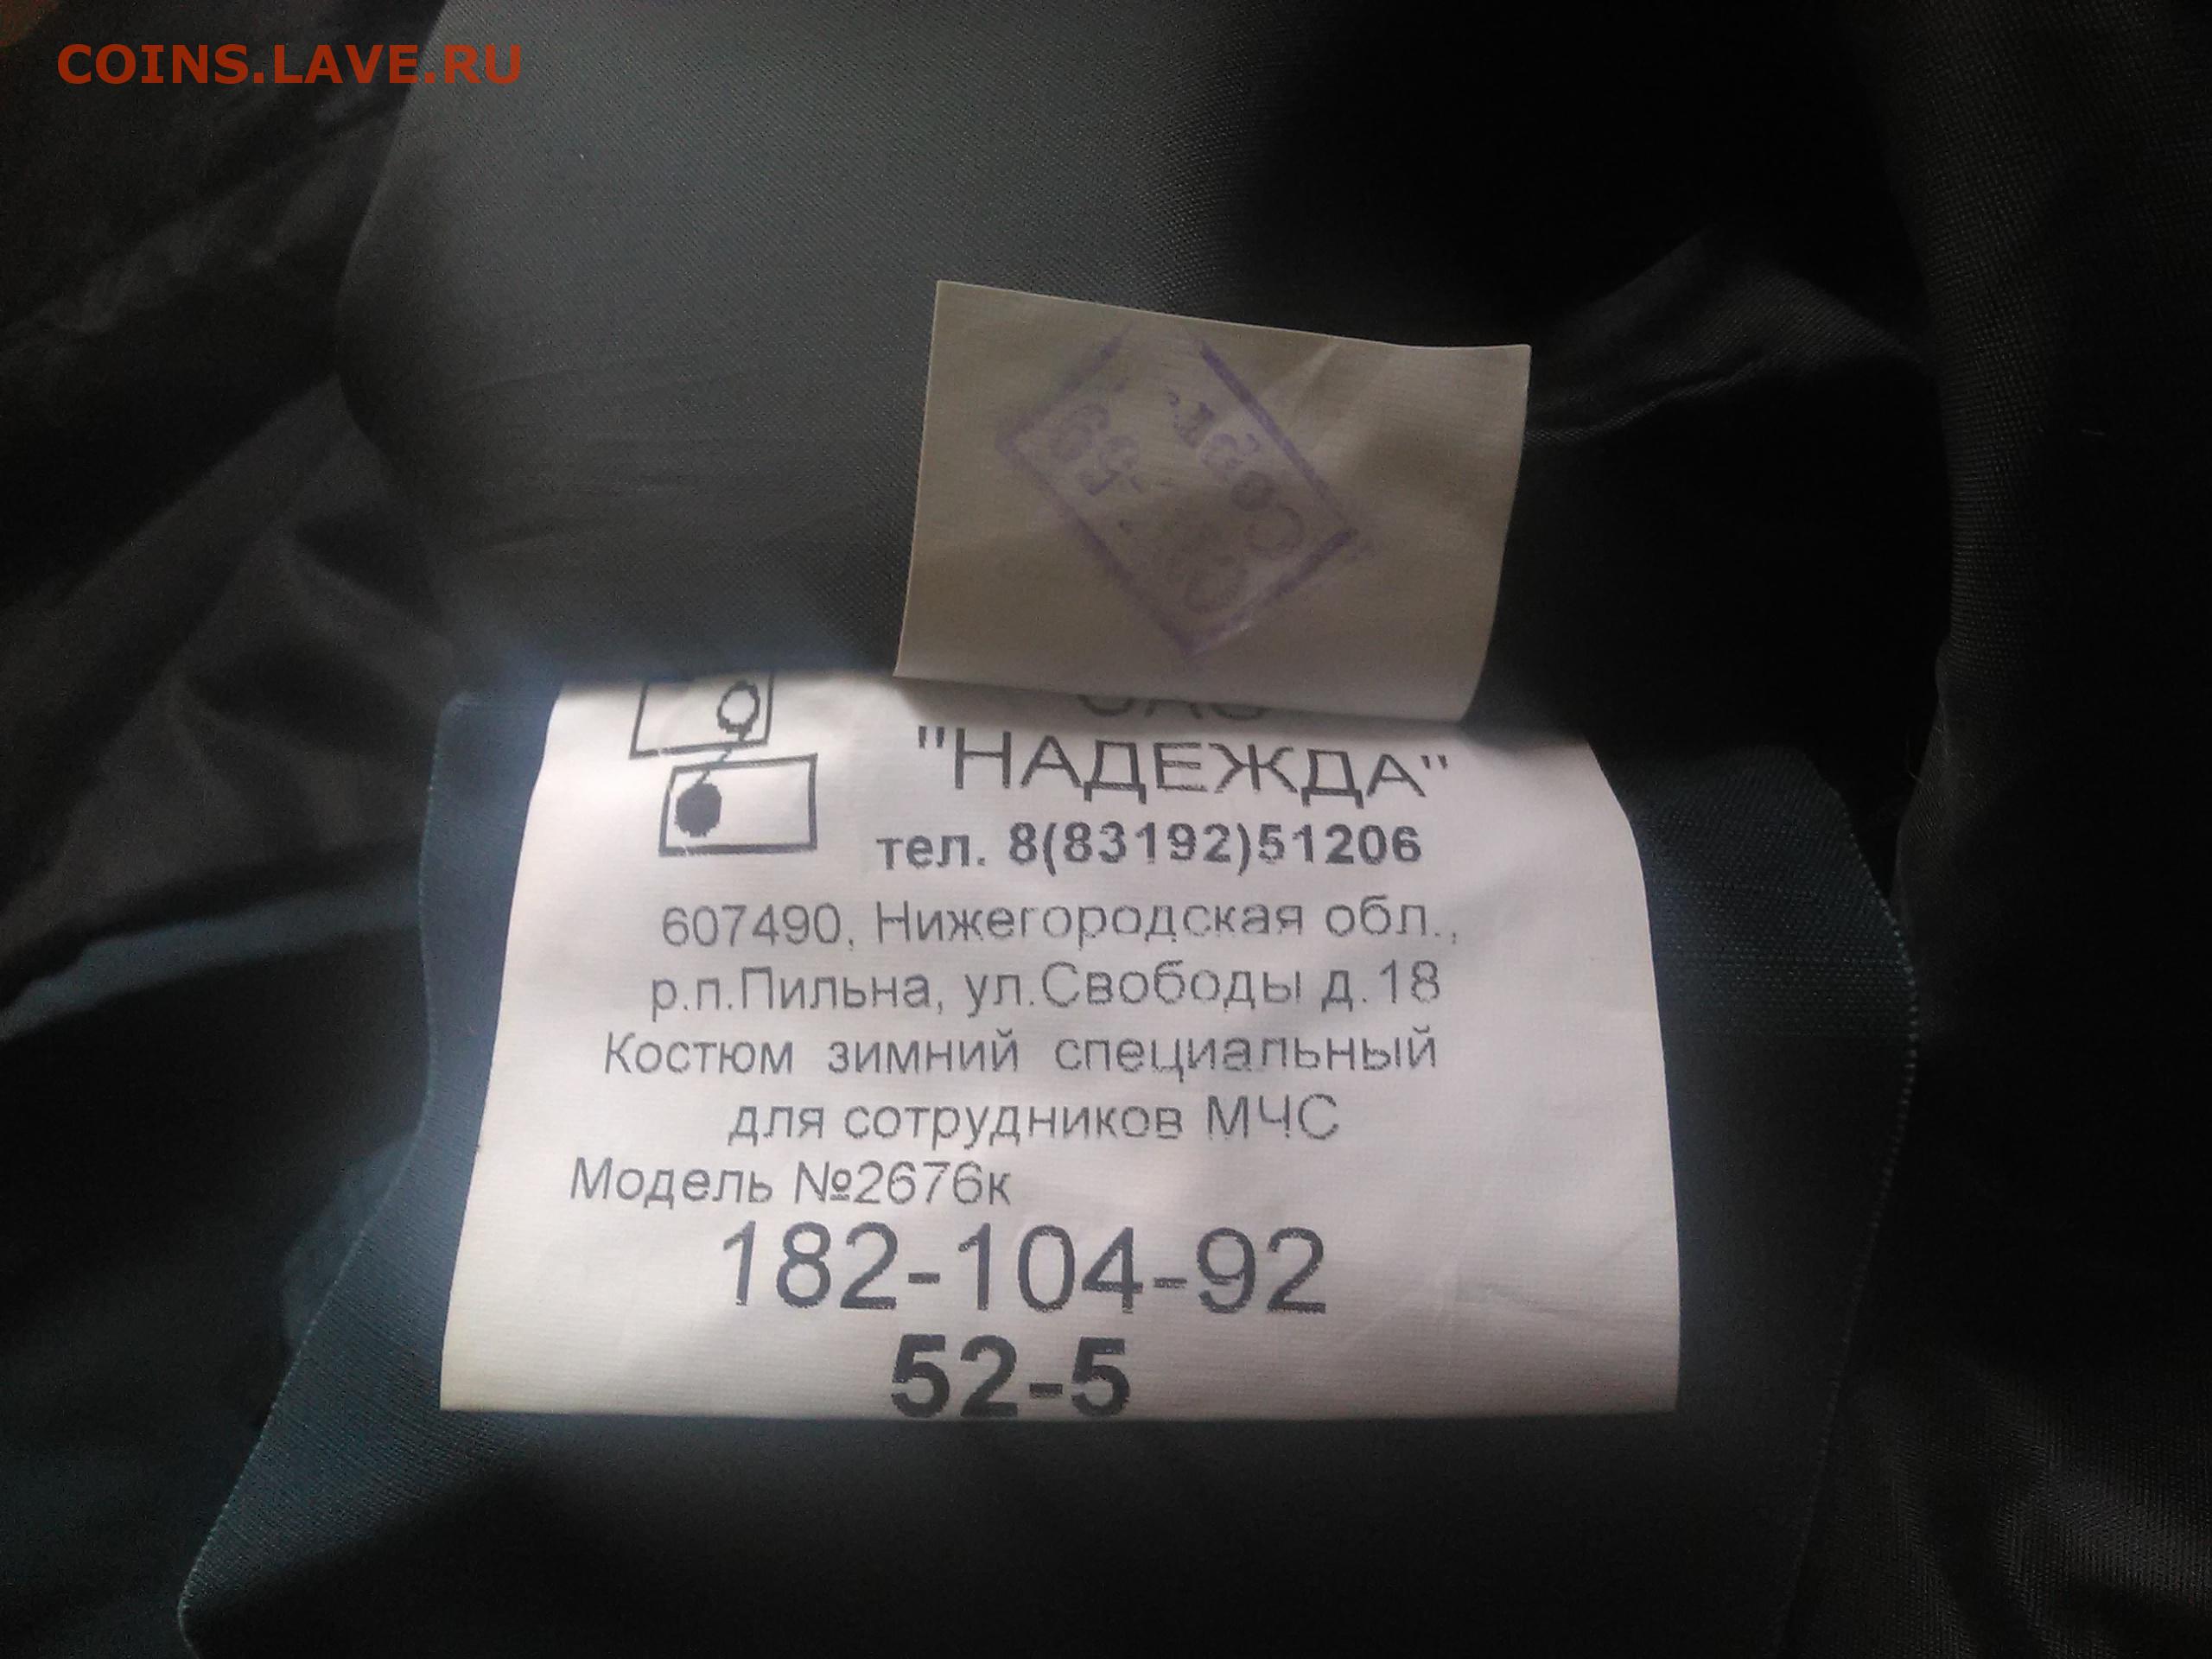 COINS.LAVE.RU
"НАДЕЖДА"
тел. 8(83192)51206
607490, Нижегородская обл.,
р.п.Пильна, ул.Свободы д.18
Костюм зимний специальный
для сотрудников МЧС
Модель №2676к
182-104-92
52-5